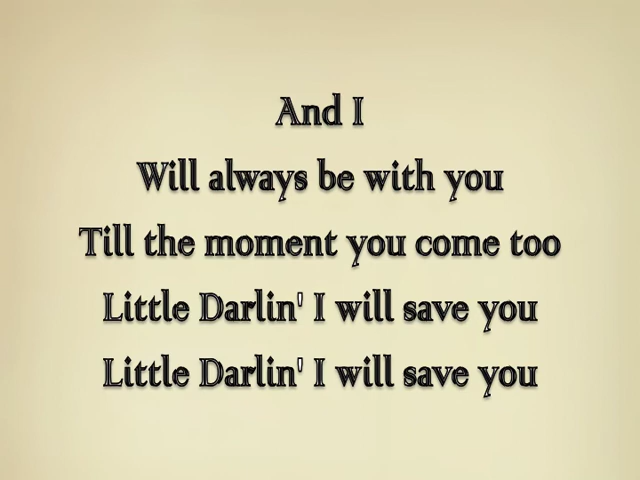 And I
Will always be with you
Till the moment you come too
Little Darlin' I will save you
Little Darlin' I will save you